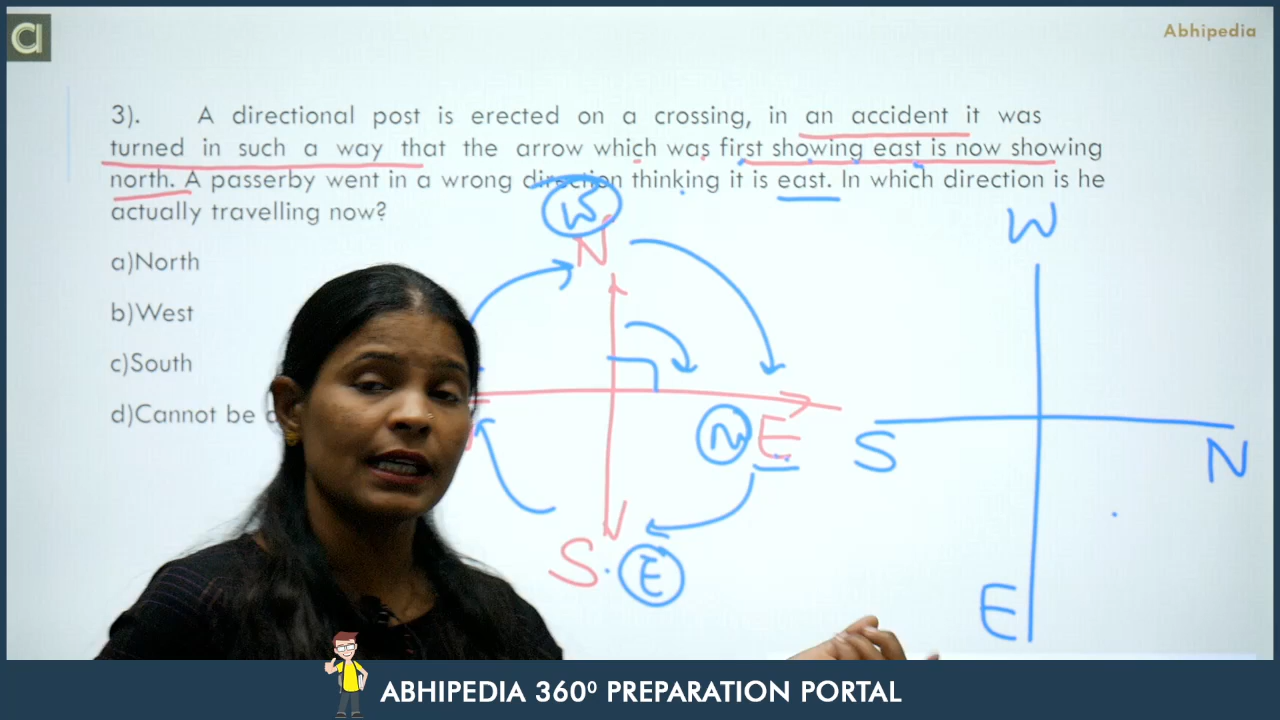 a
Abhipedia
3). A directional post is erected on a crossing, in an accident it was
turned in such a way that the arrow which was first showing east is now showing
north. A passerby went in a wrong direction thinking it is east. In which direction is he
actually travelling now?
a)North
b)West
c)South
d)Cannot be
W
N
N E
S E
W
S N
E
ABHIPEDIA 360⁰ PREPARATION PORTAL